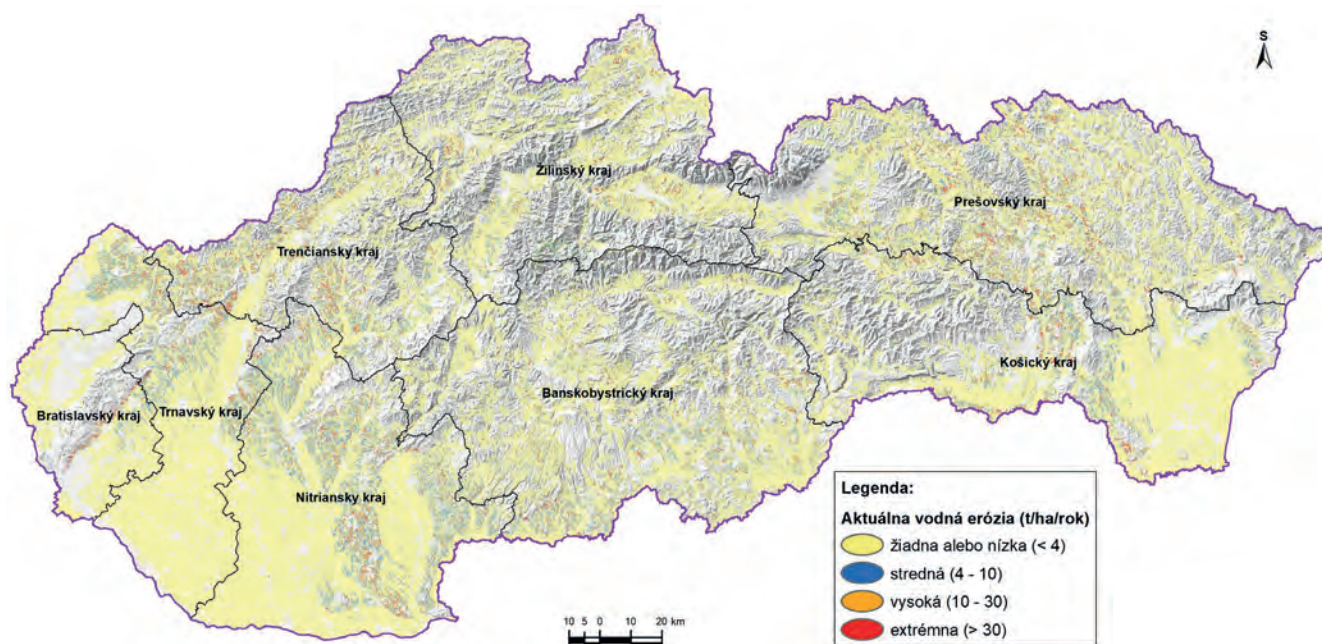 S
Žilinský kraj
Prešovský kraj
Trenčiansky kraj
Košický kraj
Banskobystrický kraj
Bratislavský kraj
Trnavský kraj
Nitriansky kraj
Legenda:
Aktuálna vodná erózia (t/ha/rok)
žiadna alebo nízka (< 4)
stredná (4 - 10)
vysoká (10 - 30)
extrémna (> 30)
10 5 0 10 20 km